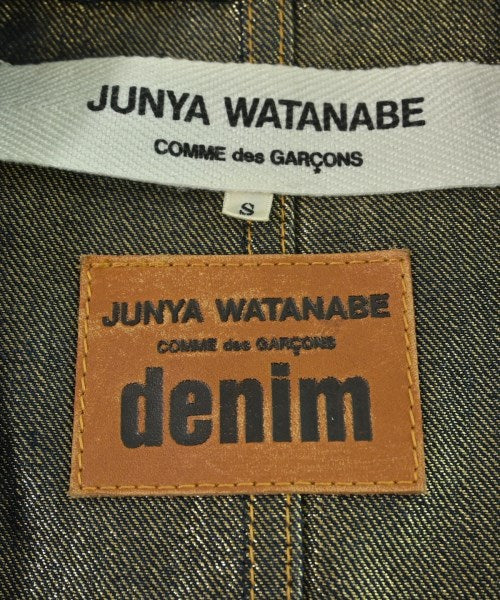 JUNYA WATANABE
COMME des GARÇONS
S
JUNYA WATANABE
COMME des GARÇONS
denim